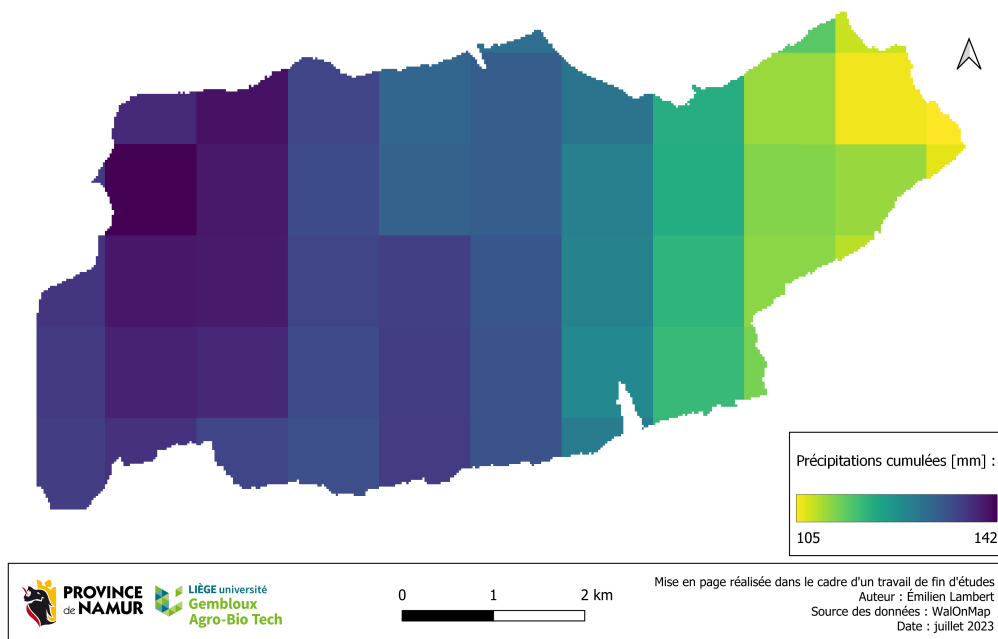 Précipitations cumulées [mm] :
105
142
PROVINCE
de NAMUR
LIÈGE université
Gembloux
Agro-Bio Tech
0
1
2 km
Mise en page réalisée dans le cadre d'un travail de fin d'études
Auteur : Émilien Lambert
Source des données : WalOnMap
Date : juillet 2023